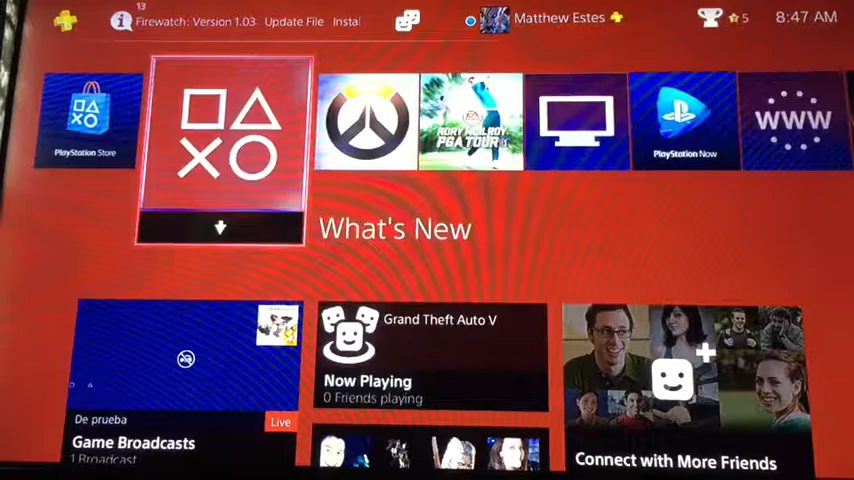 13
Firewatch: Version 1.03 Update File Instal
Matthew Estes
5
8:47 AM
PlayStation Store
EA
RORY McILROY
PGA TOUR
PlayStation Now
WWW
What's New
De prueba
Live
Game Broadcasts
1 Broadcast
Grand Theft Auto V
Now Playing
0 Friends playing
Connect with More Friends